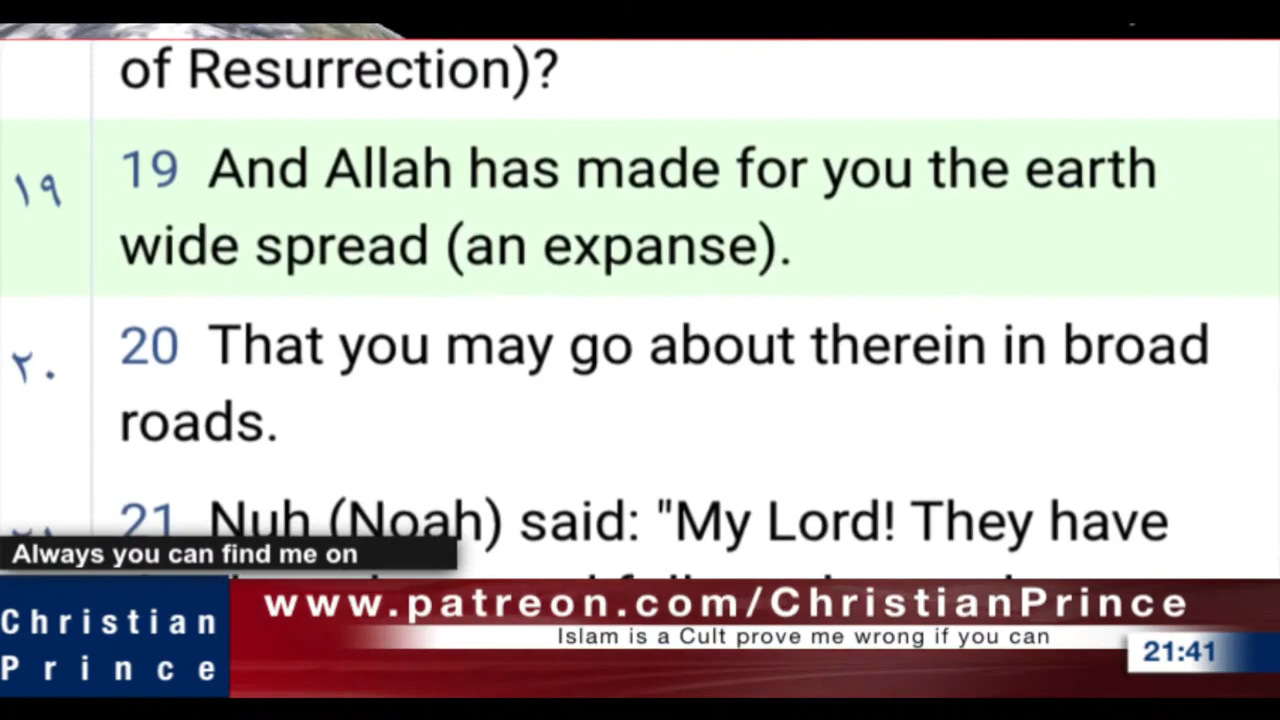 of Resurrection)?
١٩ 19 And Allah has made for you the earth
wide spread (an expanse).
٢٠ 20 That you may go about therein in broad
roads.
21 Nuh (Noah) said: "My Lord! They have
Always you can find me on
www.patreon.com/ChristianPrince
Islam is a Cult prove me wrong if you can
Christian
Prince
21:41